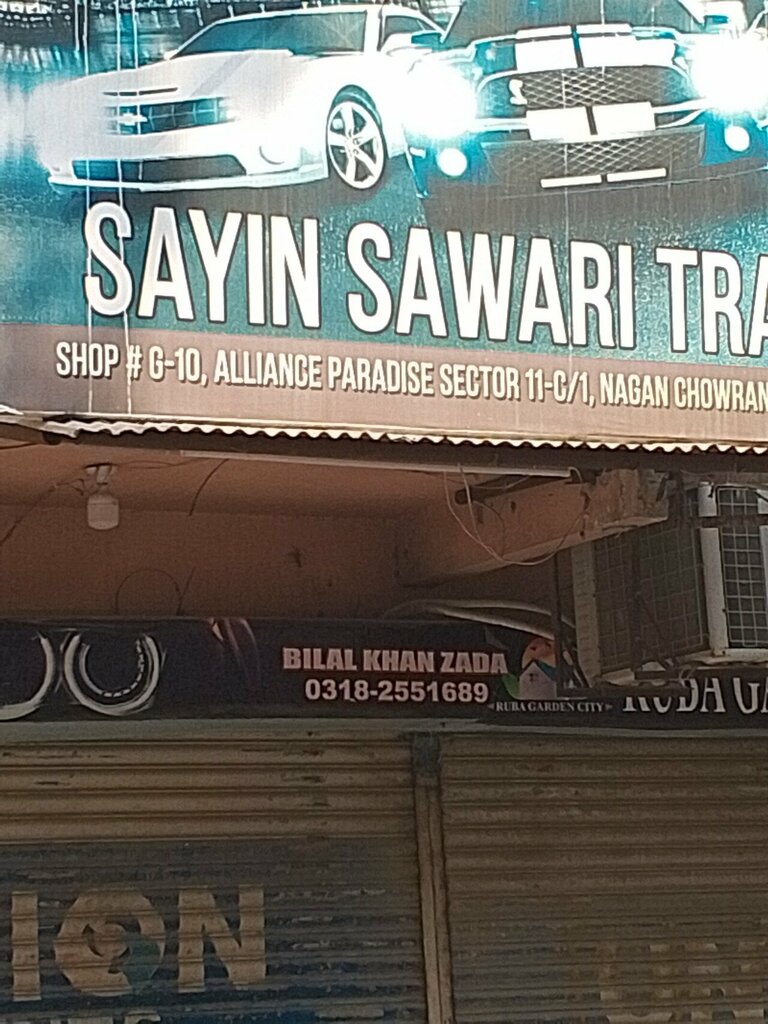 SAYIN SAWARI TRA
SHOP # G-10, ALLIANCE PARADISE SECTOR 11-C/1, NAGAN CHOWRAN
BILAL KHAN ZADA
0318-2551689
RUBA GARDEN CITY
RUBA GA
ION